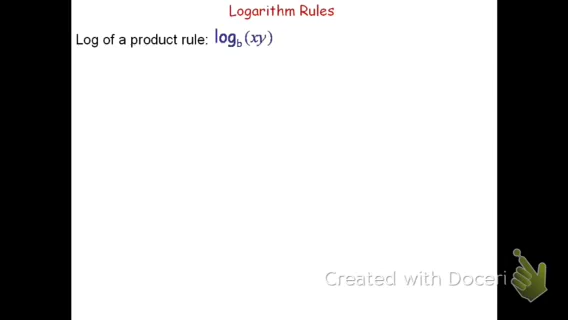 Logarithm Rules
Log of a product rule: log_b(xy)
Created with Doceri